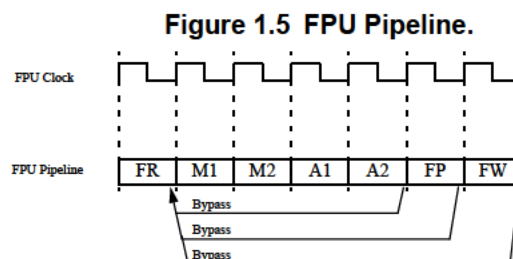 Figure 1.5 FPU Pipeline.
FPU Clock
FPU Pipeline FR M1 M2 A1 A2 FP FW
Bypass
Bypass
Bypass